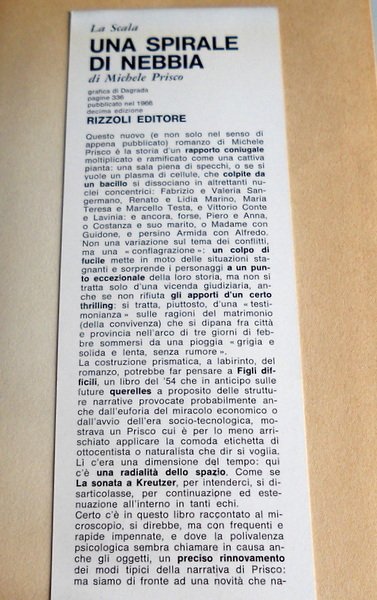 La Scala
UNA SPIRALE
DI NEBBIA
di Michele Prisco
grafica di Dagrada
pagine 336
pubblicato nel 1966
decima edizione
RIZZOLI EDITORE
Questo nuovo (e non solo nel senso di
appena pubblicato) romanzo di Michele
Prisco è la storia d'un rapporto coniugale
moltiplicato e ramificato come una cattiva
pianta: una sala piena di specchi, o se si
vuole un plasma di cellule, che colpite da
un bacillo si dissociano in altrettanti nu-
clei concentrici: Fabrizio e Valeria San-
germano, Renato e Lidia Marino, Maria
Teresa e Marcello Testa, e Vittorio Conte
e Lavinia: e ancora, forse, Piero e Anna,
o Costanza e suo marito, o Madame con
Guidone, e persino Armida con Alfredo.
Non una variazione sul tema dei conflitti,
ma una « conflagrazione »: un colpo di
fucile mette in moto delle situazioni sta-
gnanti e sorprende i personaggi a un pun-
to eccezionale della loro storia, ma non si
tratta solo d'una vicenda giudiziaria, an-
che se non rifiuta gli apporti d'un certo
thrilling: si tratta, piuttosto, d'una « testi-
monianza » sulle ragioni del matrimonio
(della convivenza) che si dipana fra città
e provincia nell'arco di tre giorni di feb-
bre sommersi da una pioggia « grigia e
solida e lenta, senza rumore ».
La costruzione prismatica, a labirinto, del
romanzo, potrebbe far pensare a Figli dif-
ficili, un libro del '54 che in anticipo sulle
future querelles a proposito delle struttu-
re narrative provocate probabilmente an-
che dall'euforia del miracolo economico o
dall'avvio dell'era socio-tecnologica, mo-
strava un Prisco cui è per lo meno arri-
schiato applicare la comoda etichetta di
ottocentista o naturalista che dir si voglia.
Lì c'era una dimensione del tempo: qui
c'è una radialità dello spazio. Come se
La sonata a Kreutzer, per intenderci, si di-
sarticolasse, per continuazione ed este-
nuazione all'interno in tanti echi.
Certo c'è in questo libro raccontato al mi-
croscopio, si direbbe, ma con frequenti e
rapide impennate, e dove la polivalenza
psicologica sembra chiamare in causa an-
che gli oggetti, un preciso rinnovamento
dei modi tipici della narrativa di Prisco:
ma siamo di fronte ad una novità che na-